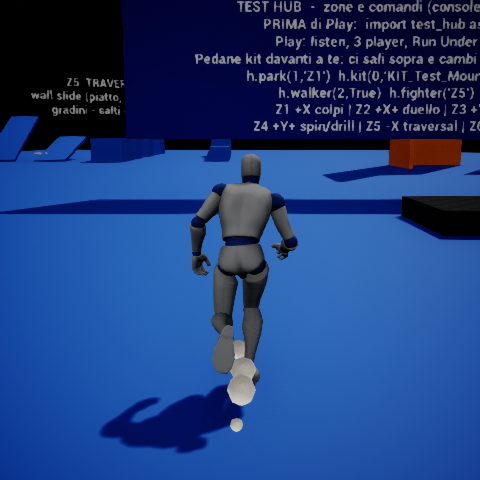 TEST HUB - zone e comandi (console
PRIMA di Play: import test_hub as
Play: listen, 3 player, Run Under
Pedane kit davanti a te: ci sali sopra e cambi
h.park(1,'Z1') h.kit(0,'KIT_Test_Moun
h.walker(2,True) h.fighter('Z5')
Z1 +X colpi | Z2 +X+ duello | Z3 +Y
Z4 +Y+ spin/drill | Z5 -X traversal | Z6
Z5 TRAVER
wall slide (piatto,
gradini - salti